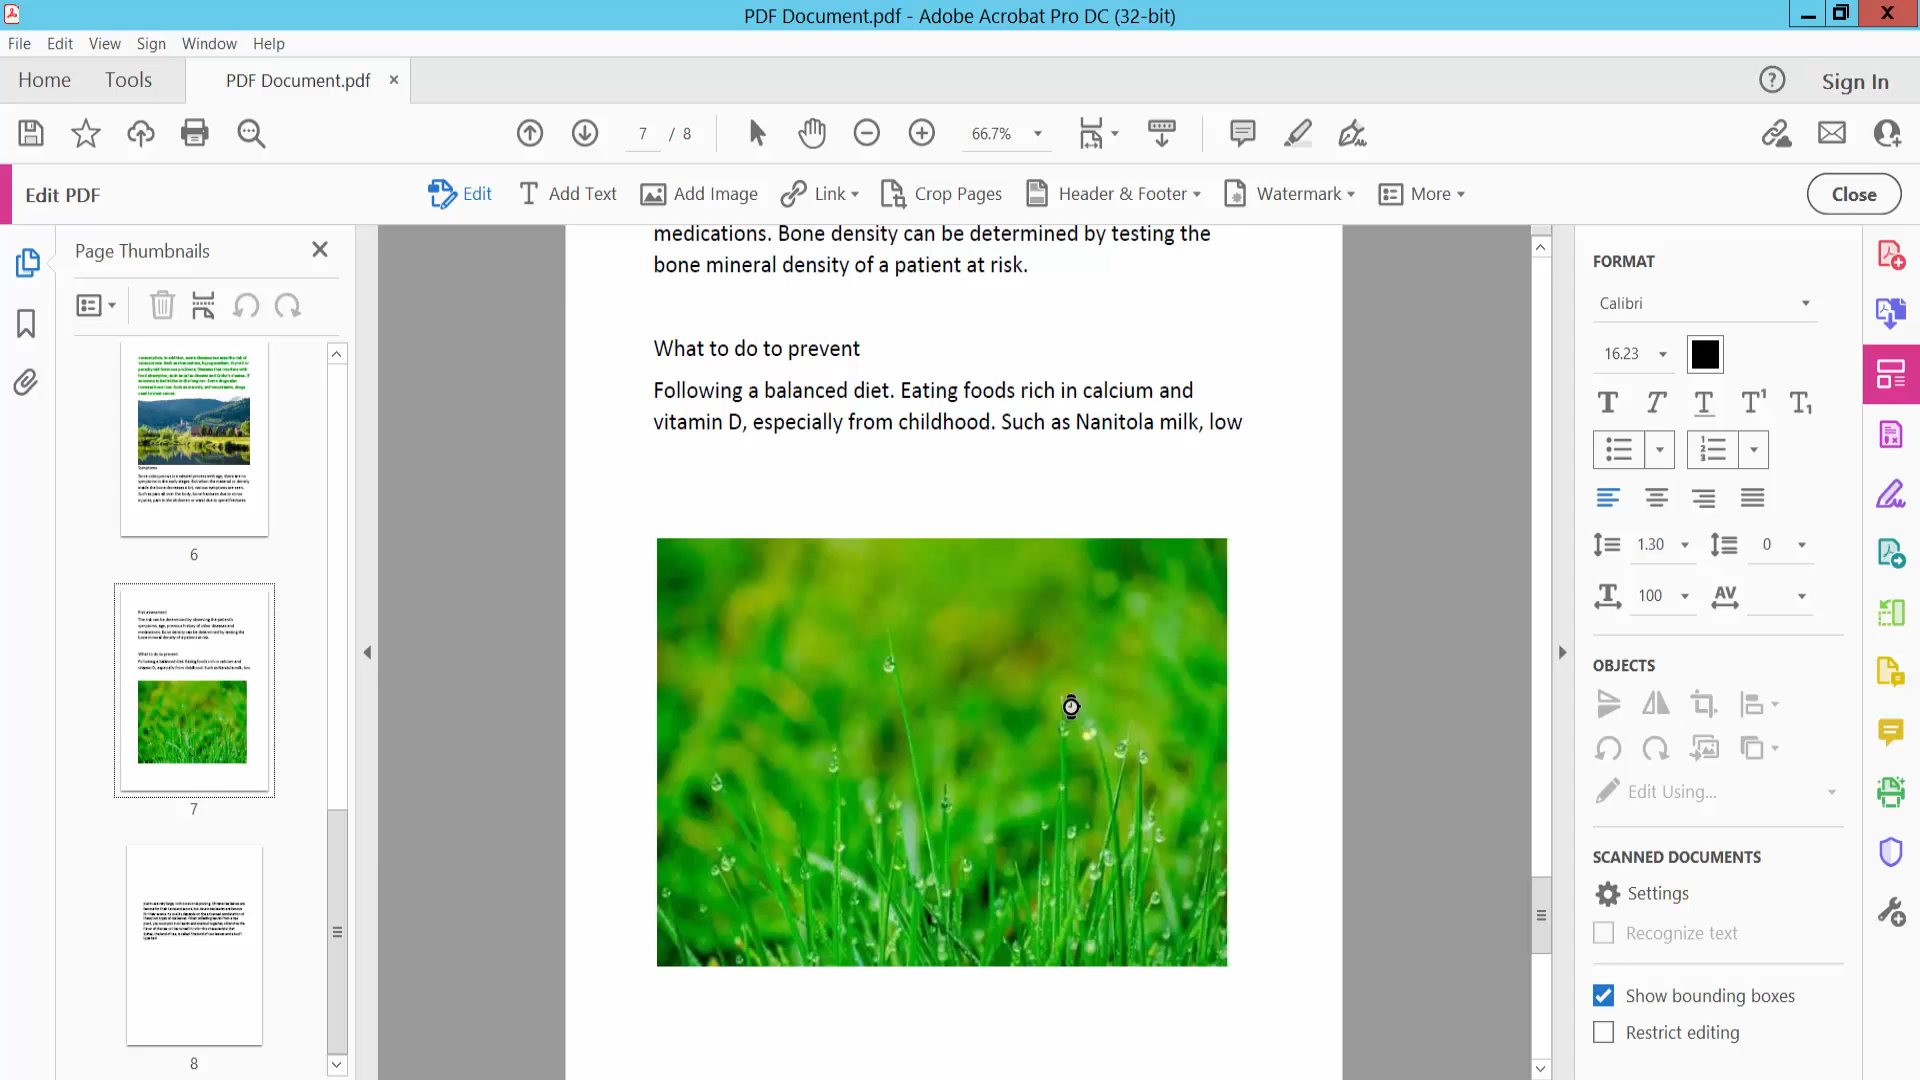 PDF Document.pdf - Adobe Acrobat Pro DC (32-bit)
File Edit View Sign Window Help
Home Tools PDF Document.pdf Sign In
7 / 8 66.7%
Edit PDF
Edit Add Text Add Image Link Crop Pages Header & Footer Watermark More Close
Page Thumbnails
6
7
8
medications. Bone density can be determined by testing the
bone mineral density of a patient at risk.
What to do to prevent
Following a balanced diet. Eating foods rich in calcium and
vitamin D, especially from childhood. Such as Nanitola milk, low
FORMAT
Calibri
16.23
1.30 0
100 AV
OBJECTS
Edit Using...
SCANNED DOCUMENTS
Settings
Recognize text
Show bounding boxes
Restrict editing